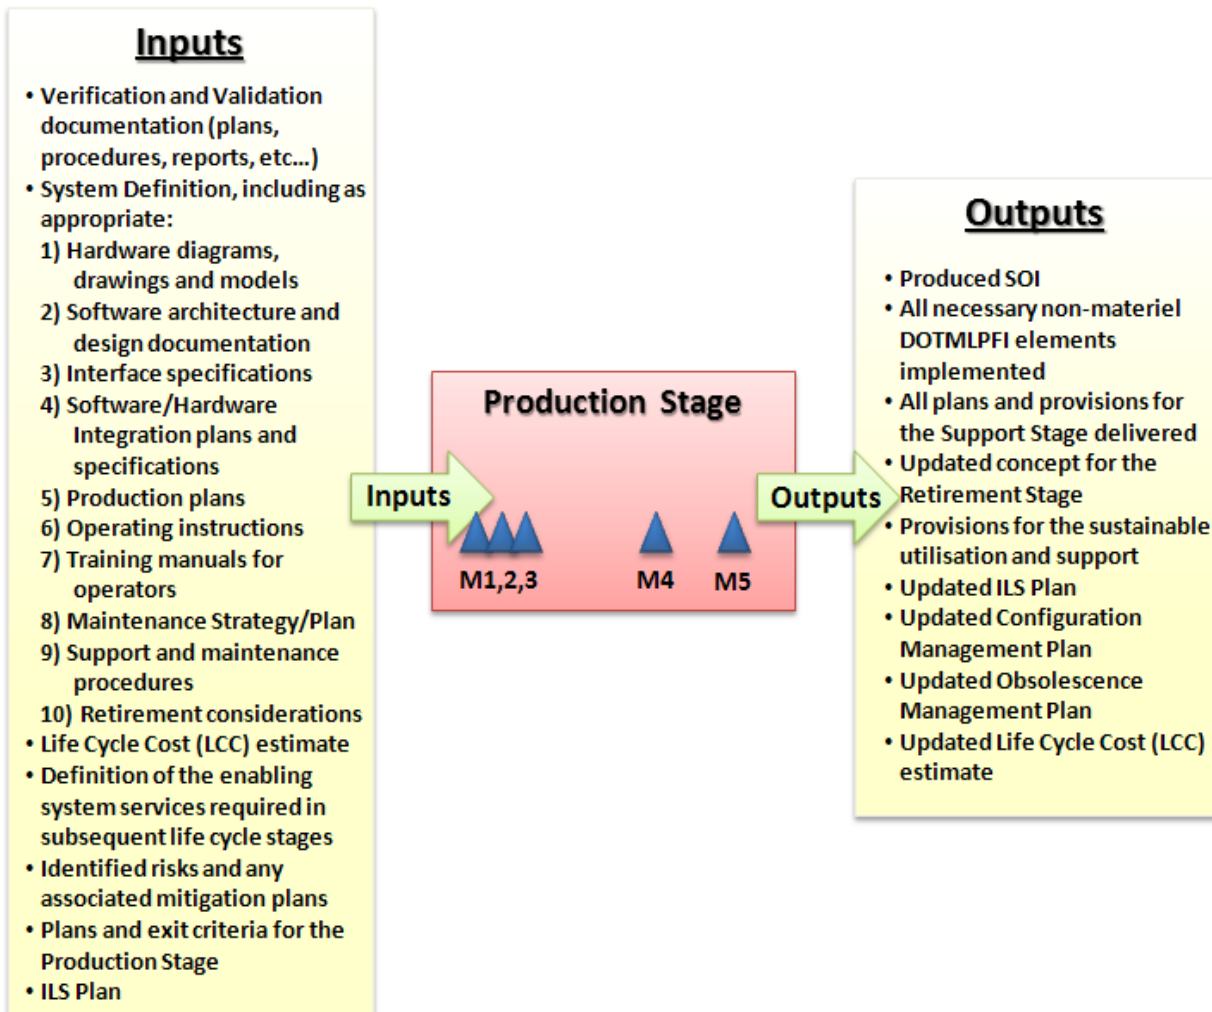 Inputs
• Verification and Validation
documentation (plans,
procedures, reports, etc...)
• System Definition, including as
appropriate:
1) Hardware diagrams,
drawings and models
2) Software architecture and
design documentation
3) Interface specifications
4) Software/Hardware
Integration plans and
specifications
5) Production plans
6) Operating instructions
7) Training manuals for
operators
8) Maintenance Strategy/Plan
9) Support and maintenance
procedures
10) Retirement considerations
• Life Cycle Cost (LCC) estimate
• Definition of the enabling
system services required in
subsequent life cycle stages
• Identified risks and any
associated mitigation plans
• Plans and exit criteria for the
Production Stage
• ILS Plan
Production Stage
Inputs
M1,2,3
M4
M5
Outputs
Outputs
• Produced SOI
• All necessary non-materiel
DOTMLPFI elements
implemented
• All plans and provisions for
the Support Stage delivered
• Updated concept for the
Retirement Stage
• Provisions for the sustainable
utilisation and support
• Updated ILS Plan
• Updated Configuration
Management Plan
• Updated Obsolescence
Management Plan
• Updated Life Cycle Cost (LCC)
estimate